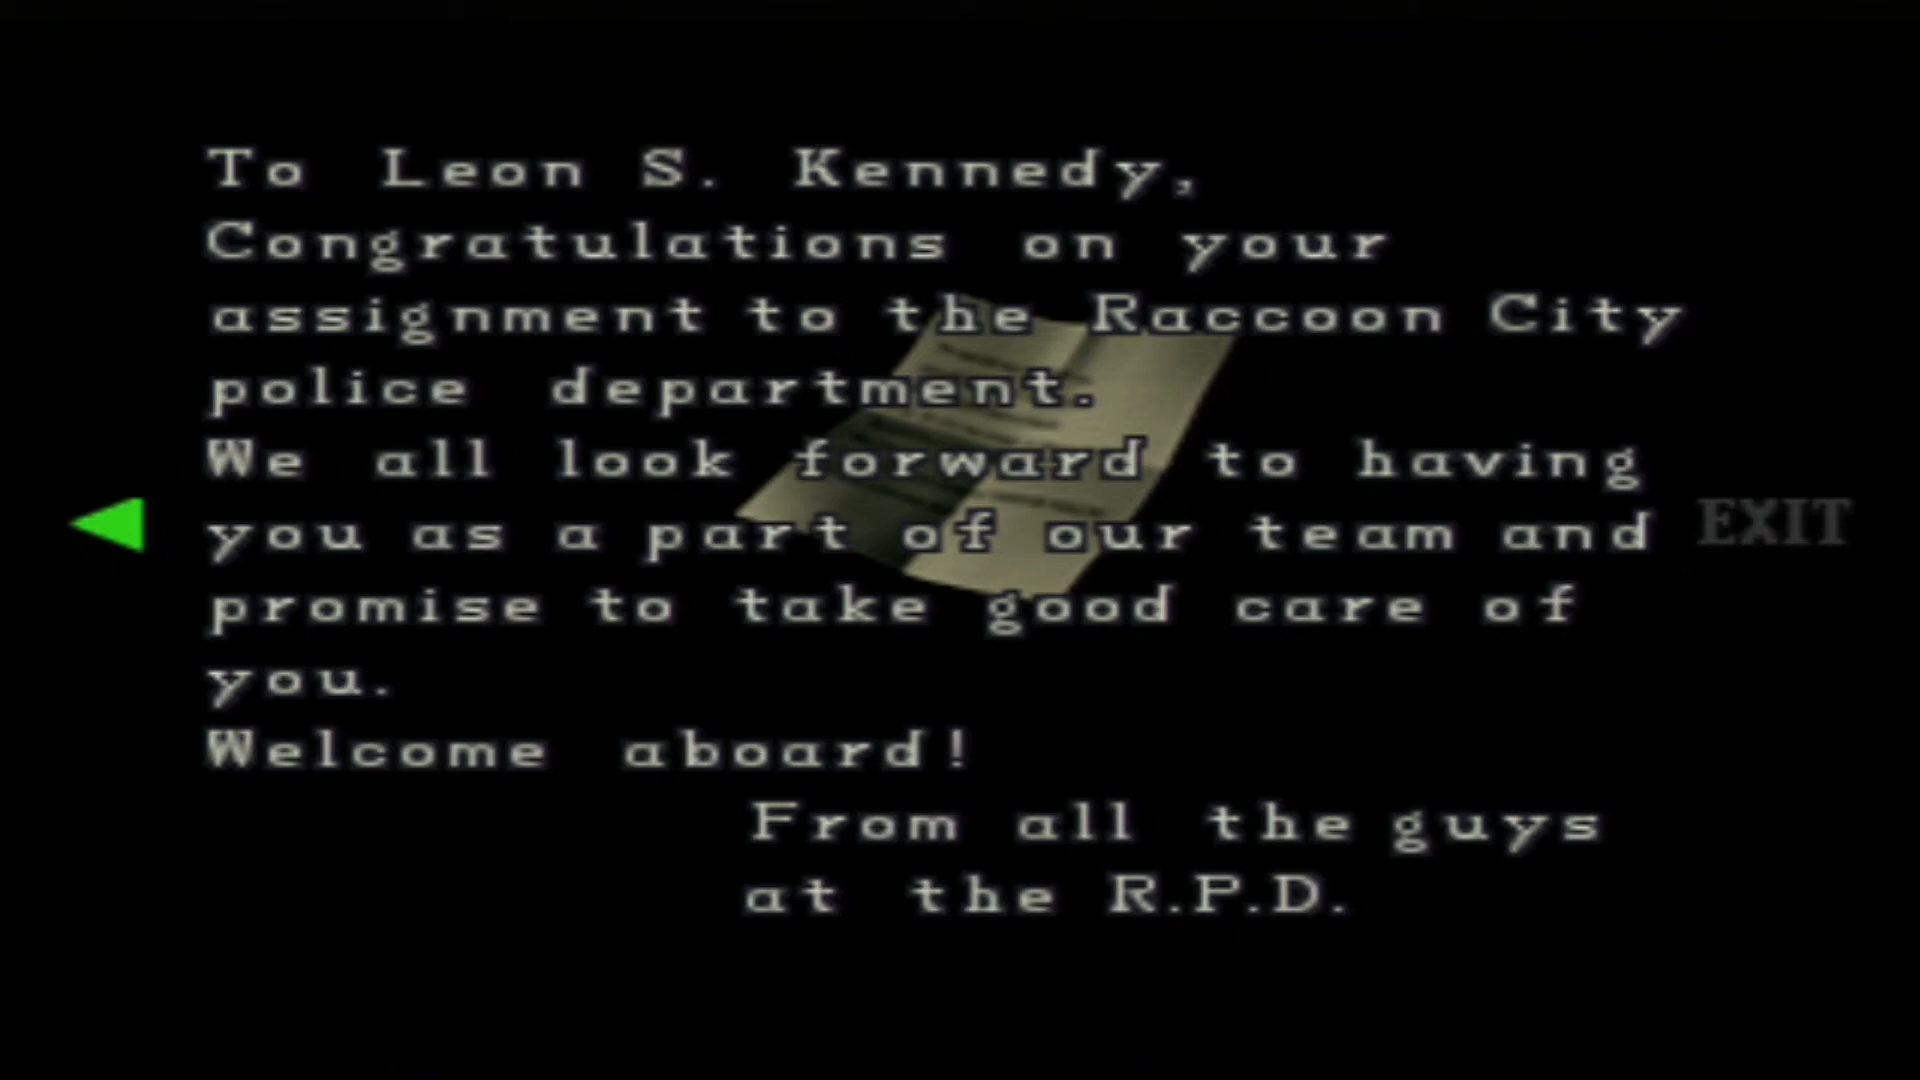 To Leon S. Kennedy,
Congratulations on your
assignment to the Raccoon City
police department.
We all look forward to having
you as a part of our team and
promise to take good care of
you.
Welcome aboard!
From all the guys
at the R.P.D.
EXIT